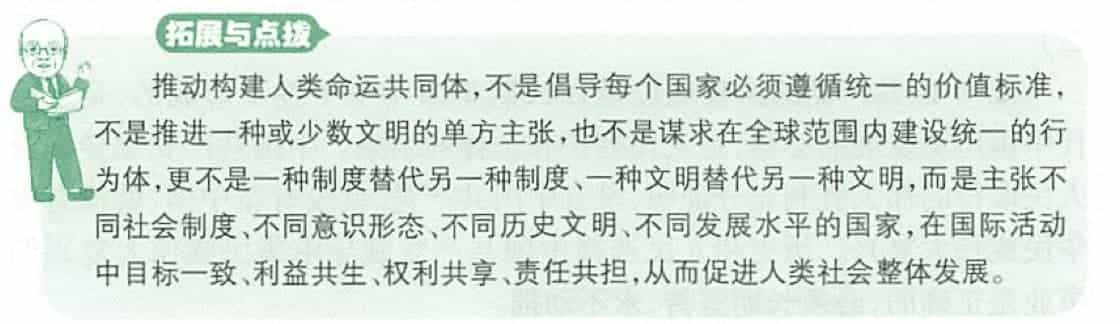 拓展与点拨
推动构建人类命运共同体,不是倡导每个国家必须遵循统一的价值标准,
不是推进一种或少数文明的单方主张,也不是谋求在全球范围内建设统一的行
为体,更不是一种制度替代另一种制度、一种文明替代另一种文明,而是主张不
同社会制度、不同意识形态、不同历史文明、不同发展水平的国家,在国际活动
中目标一致、利益共生、权利共享、责任共担,从而促进人类社会整体发展。